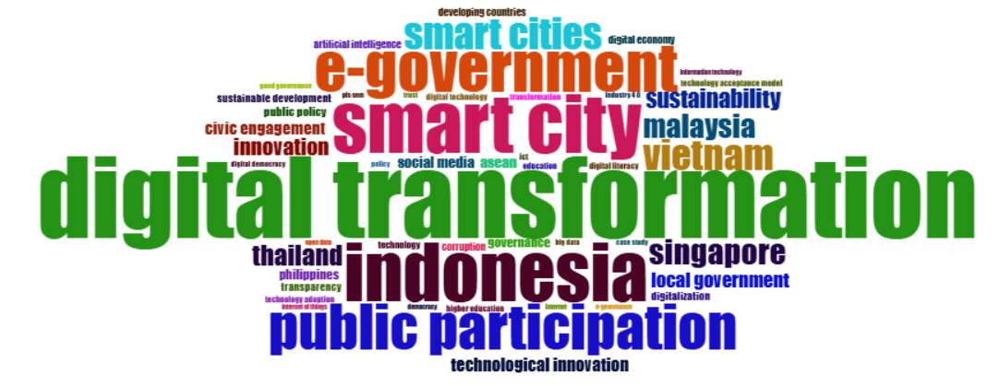 developing countries
smart cities
artificial intelligence
digital economy
e-government
information technology
good governance
technology acceptance model
sustainable development
pls-sem
trust
digital technology
transformation
industry 4 0
sustainability
public policy
smart city
civic engagement
malaysia
innovation
vietnam
ict
digital democracy
policy
social media
asean
education
digital literacy
digital transformation
open data
technology
corruption
governance
big data
case study
thailand
indonesia
singapore
philippines
local government
transparency
technology adoption
digitalization
internet of things
democracy
higher education
internet
e-governance
public participation
technological innovation